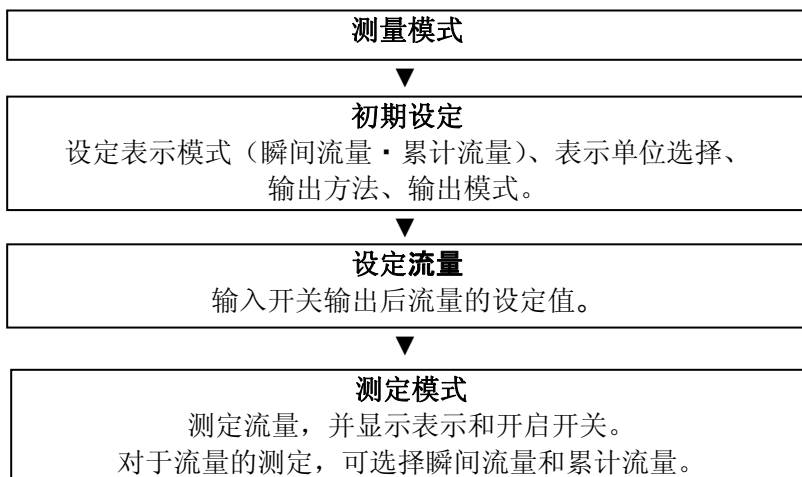 测量模式
▼
初期设定
设定表示模式（瞬间流量・累计流量）、表示单位选择、
输出方法、输出模式。
▼
设定流量
输入开关输出后流量的设定值。
▼
测定模式
测定流量，并显示表示和开启开关。
对于流量的测定，可选择瞬间流量和累计流量。